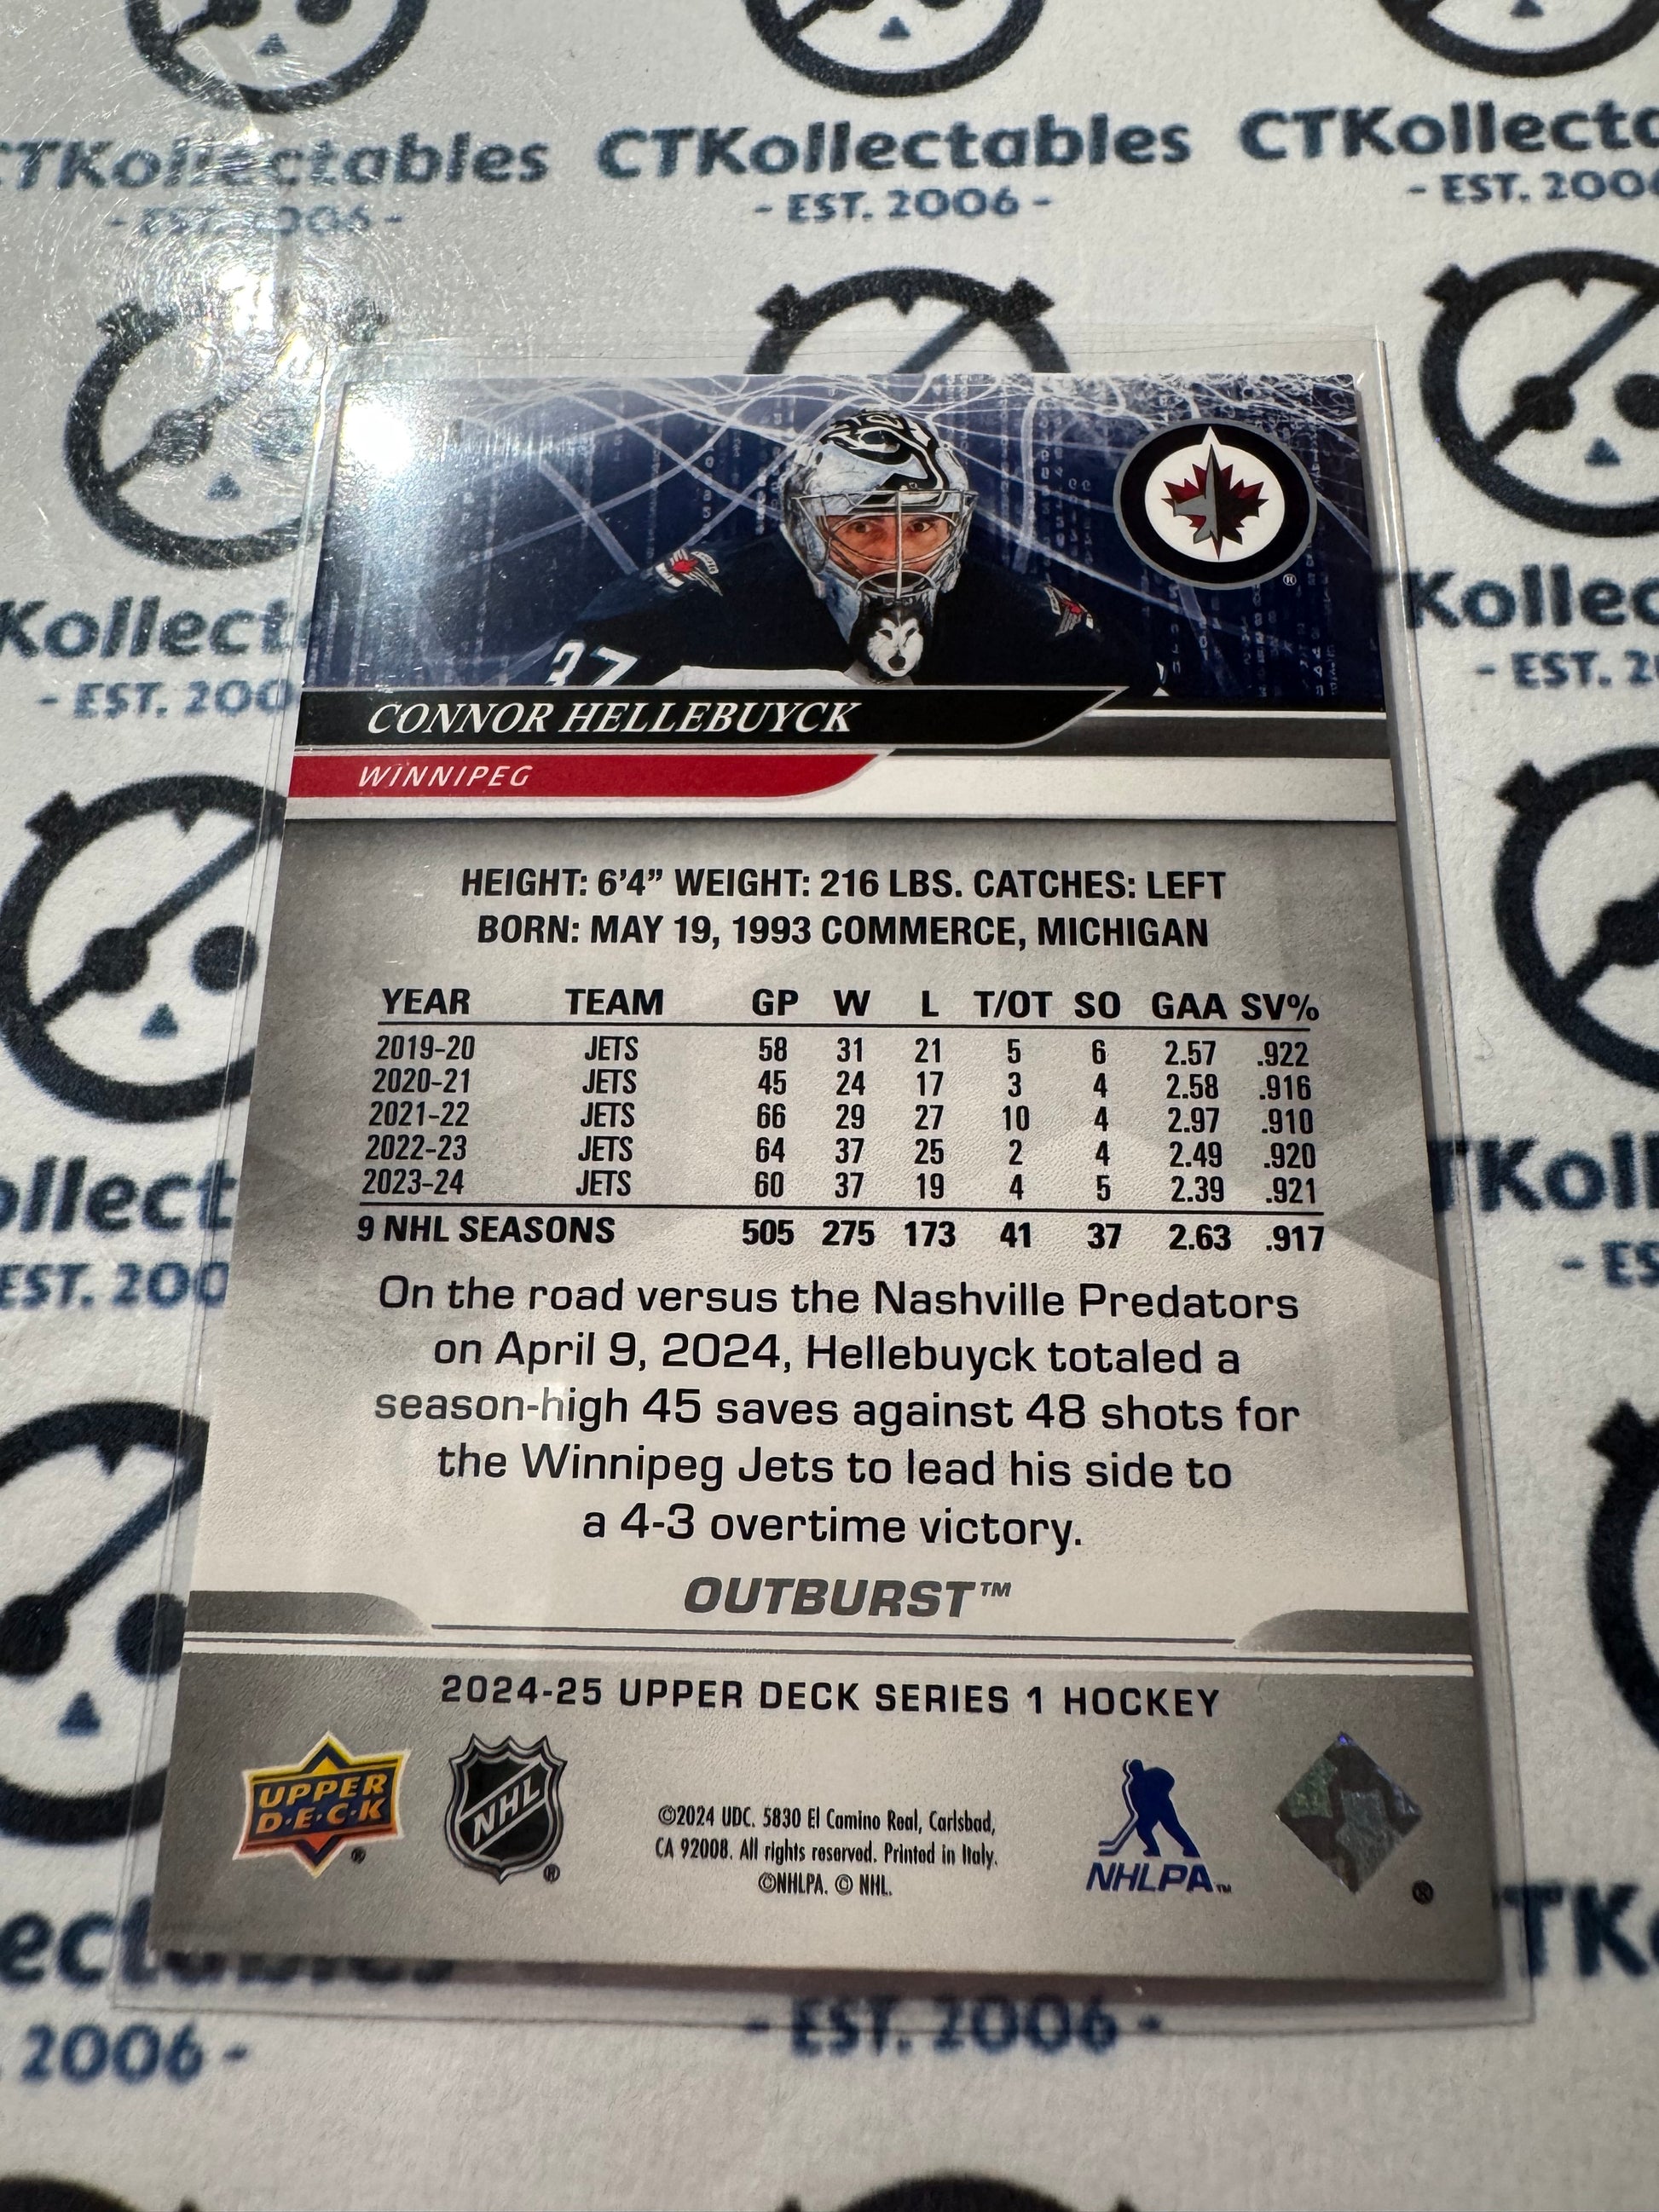 CTKollectables CTKollectables CTKollecta
- EST. 2006 - - EST. 2006 - - EST. 2006
37
CONNOR HELLEBUYCK
WINNIPEG
HEIGHT: 6'4" WEIGHT: 216 LBS. CATCHES: LEFT
BORN: MAY 19, 1993 COMMERCE, MICHIGAN
YEAR TEAM GP W L T/OT SO GAA SV%
2019-20 JETS 58 31 21 5 6 2.57 .922
2020-21 JETS 45 24 17 3 4 2.58 .916
2021-22 JETS 66 29 27 10 4 2.97 .910
2022-23 JETS 64 37 25 2 4 2.49 .920
2023-24 JETS 60 37 19 4 5 2.39 .921
9 NHL SEASONS 505 275 173 41 37 2.63 .917
On the road versus the Nashville Predators
on April 9, 2024, Hellebuyck totaled a
season-high 45 saves against 48 shots for
the Winnipeg Jets to lead his side to
a 4-3 overtime victory.
OUTBURST™
2024-25 UPPER DECK SERIES 1 HOCKEY
UPPER
D·E·C·K
®
NHL
®
©2024 UDC. 5830 El Camino Real, Carlsbad,
CA 92008. All rights reserved. Printed in Italy.
©NHLPA. © NHL.
NHLPA™
®
- EST. 2006 -
2006 -